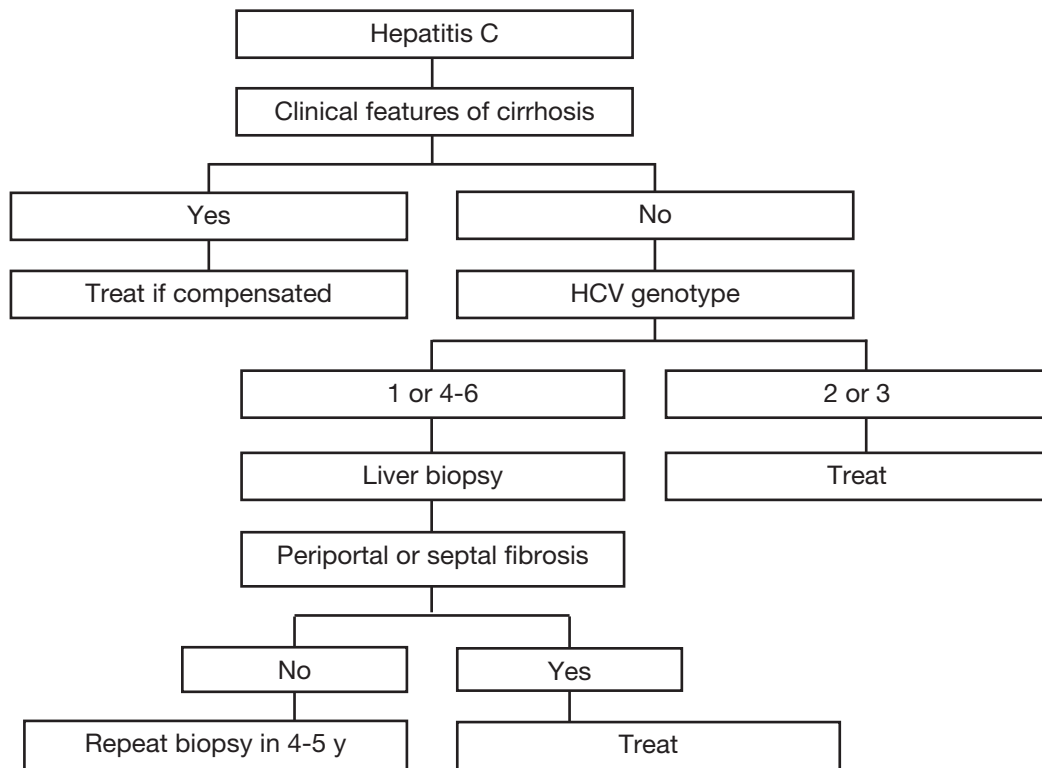 Hepatitis C
Clinical features of cirrhosis
Yes
No
Treat if compensated
HCV genotype
1 or 4-6
2 or 3
Liver biopsy
Treat
Periportal or septal fibrosis
No
Yes
Repeat biopsy in 4-5 y
Treat